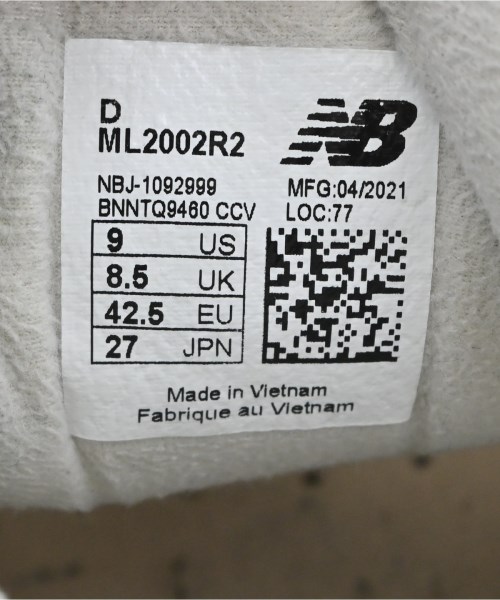 D
ML2002R2
NB
NBJ-1092999
BNNTQ9460 CCV
MFG:04/2021
LOC:77
9 US
8.5 UK
42.5 EU
27 JPN
Made in Vietnam
Fabrique au Vietnam